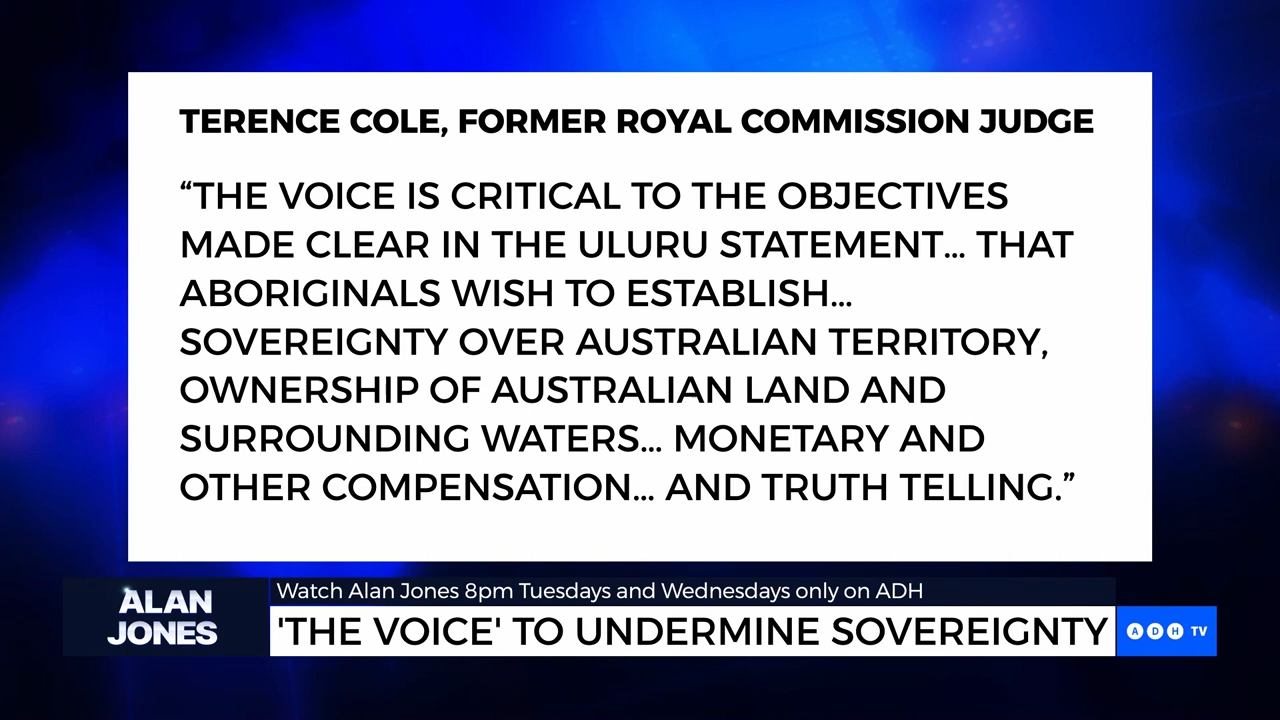 TERENCE COLE, FORMER ROYAL COMMISSION JUDGE
“THE VOICE IS CRITICAL TO THE OBJECTIVES
MADE CLEAR IN THE ULURU STATEMENT... THAT
ABORIGINALS WISH TO ESTABLISH...
SOVEREIGNTY OVER AUSTRALIAN TERRITORY,
OWNERSHIP OF AUSTRALIAN LAND AND
SURROUNDING WATERS... MONETARY AND
OTHER COMPENSATION... AND TRUTH TELLING.”
Watch Alan Jones 8pm Tuesdays and Wednesdays only on ADH
ALAN
JONES
'THE VOICE' TO UNDERMINE SOVEREIGNTY
ADH TV